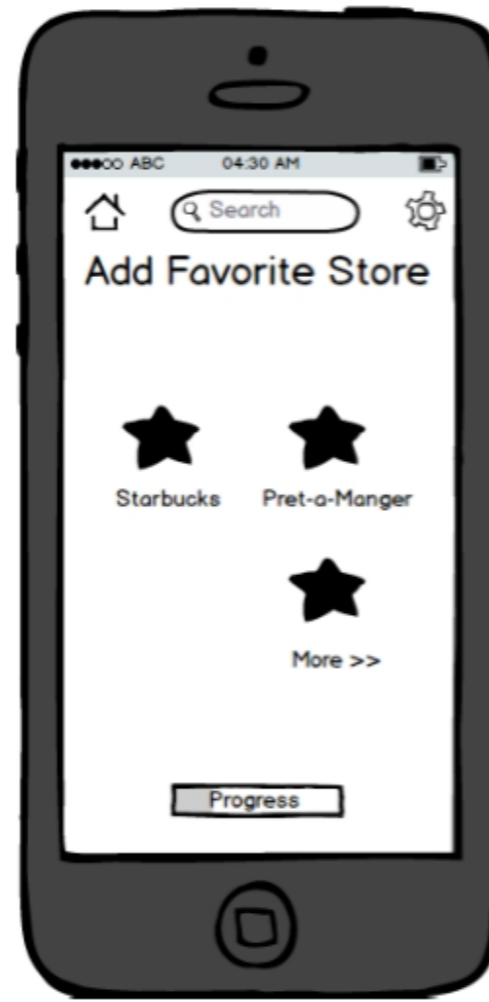 ABC 04:30 AM
Search
Add Favorite Store
Starbucks Pret-a-Manger
More >>
Progress